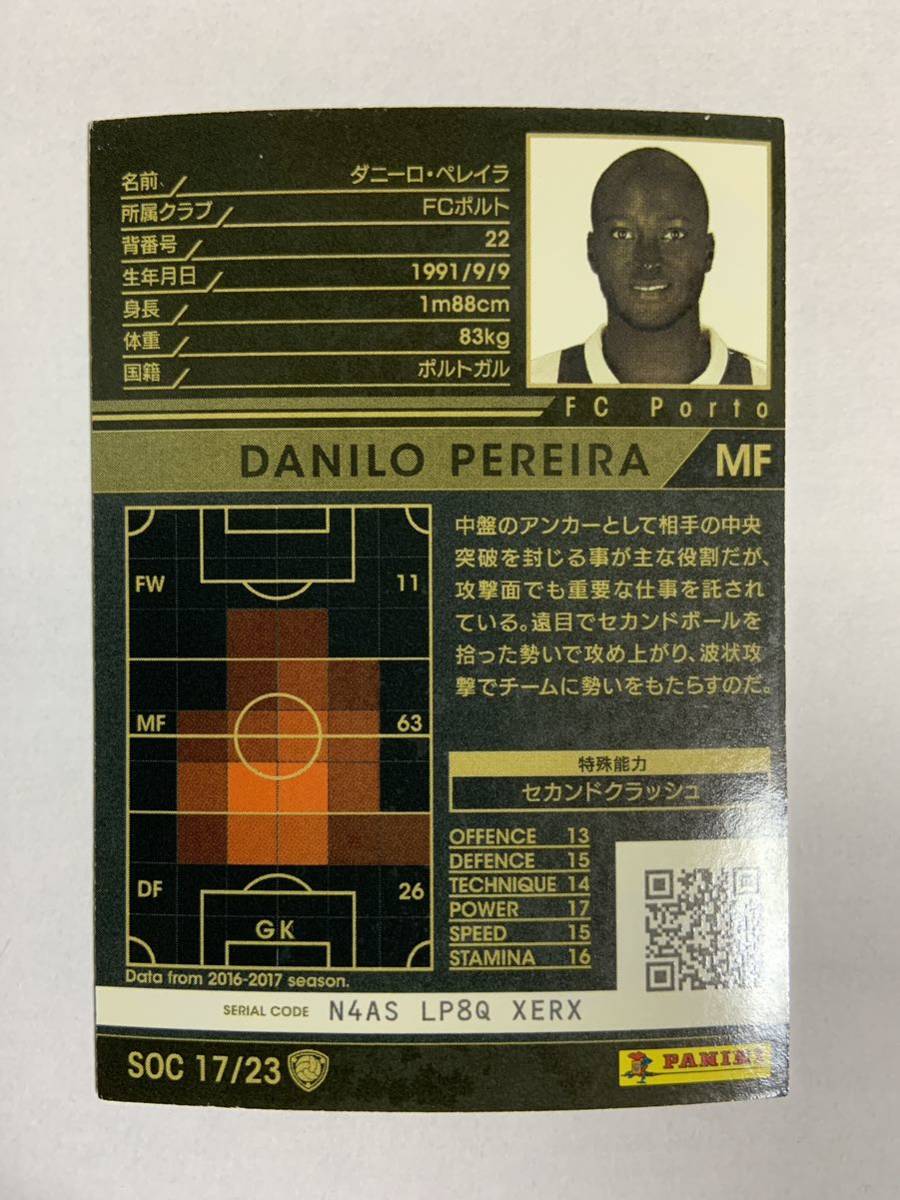 名前 ダニーロ・ペレイラ
所属クラブ FCポルト
背番号 22
生年月日 1991/9/9
身長 1m88cm
体重 83kg
国籍 ポルトガル
FC Porto
DANILO PEREIRA MF
FW 11
MF 63
DF 26
GK
Data from 2016-2017 season.
中盤のアンカーとして相手の中央
突破を封じる事が主な役割だが、
攻撃面でも重要な仕事を託され
ている。遠目でセカンドボールを
拾った勢いで攻め上がり、波状攻
撃でチームに勢いをもたらすのだ。
特殊能力
セカンドクラッシュ
OFFENCE 13
DEFENCE 15
TECHNIQUE 14
POWER 17
SPEED 15
STAMINA 16
SERIAL CODE N4AS LP8Q XERX
SOC 17/23
PANINI